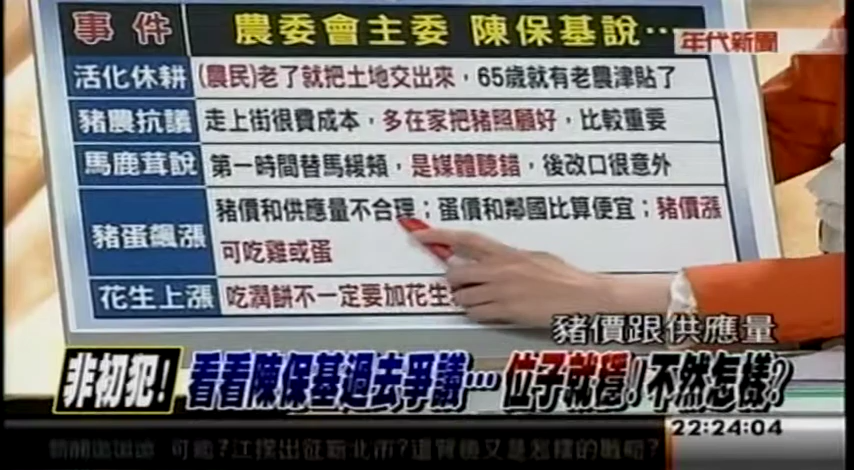 事件 農委會主委 陳保基說…
年代新聞
活化休耕 (農民)老了就把土地交出來，65歲就有老農津貼了
豬農抗議 走上街很費成本，多在家把豬照顧好，比較重要
馬鹿茸說 第一時間替馬緩頰，是媒體聽錯，後改口很意外
豬蛋飆漲 豬價和供應量不合理；蛋價和鄰國比算便宜；豬價漲
可吃雞或蛋
花生上漲 吃潤餅不一定要加花生
豬價跟供應量
非初犯! 看看陳保基過去爭議… 位子就穩!不然怎樣?
22:24:04